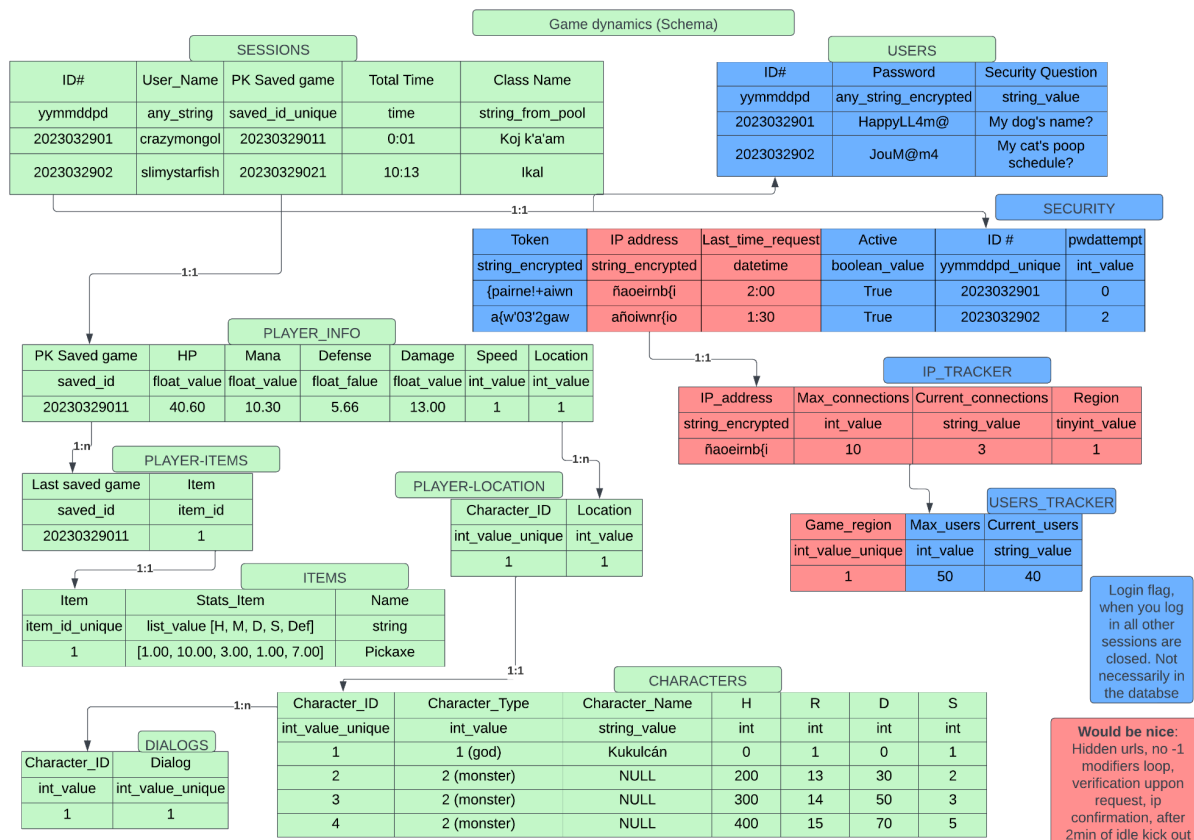 Game dynamics (Schema)
SESSIONS
ID# User_Name PK Saved game Total Time Class Name
yymmddpd any_string saved_id_unique time string_from_pool
2023032901 crazymongol 20230329011 0:01 Koj k'a'am
2023032902 slimystarfish 20230329021 10:13 Ikal
USERS
ID# Password Security Question
yymmddpd any_string_encrypted string_value
2023032901 HappyLL4m@ My dog's name?
2023032902 JouM@m4 My cat's poop
schedule?
1:1
SECURITY
Token IP address Last_time_request Active ID # pwdattempt
string_encrypted string_encrypted datetime boolean_value yymmddpd_unique int_value
{pairne!+aiwn ñaoeirnb{i 2:00 True 2023032901 0
a{w'03'2gaw añoiwnr{io 1:30 True 2023032902 2
1:1
PLAYER_INFO
PK Saved game HP Mana Defense Damage Speed Location
saved_id float_value float_value float_falue float_value int_value int_value
20230329011 40.60 10.30 5.66 13.00 1 1
1:1
IP_TRACKER
IP_address Max_connections Current_connections Region
string_encrypted int_value string_value tinyint_value
ñaoeirnb{i 10 3 1
1:n
PLAYER-ITEMS
Last saved game Item
saved_id item_id
20230329011 1
1:n
PLAYER-LOCATION
Character_ID Location
int_value_unique int_value
1 1
USERS_TRACKER
Game_region Max_users Current_users
int_value_unique int_value string_value
1 50 40
1:1
ITEMS
Item Stats_Item Name
item_id_unique list_value [H, M, D, S, Def] string
1 [1.00, 10.00, 3.00, 1.00, 7.00] Pickaxe
Login flag,
when you log
in all other
sessions are
closed. Not
necessarily in
the databse
1:1
CHARACTERS
Character_ID Character_Type Character_Name H R D S
int_value_unique int_value string_value int int int int
1 1 (god) Kukulcán 0 1 0 1
2 2 (monster) NULL 200 13 30 2
3 2 (monster) NULL 300 14 50 3
4 2 (monster) NULL 400 15 70 5
1:n
DIALOGS
Character_ID Dialog
int_value int_value_unique
1 1
Would be nice:
Hidden urls, no -1
modifiers loop,
verification uppon
request, ip
confirmation, after
2min of idle kick out